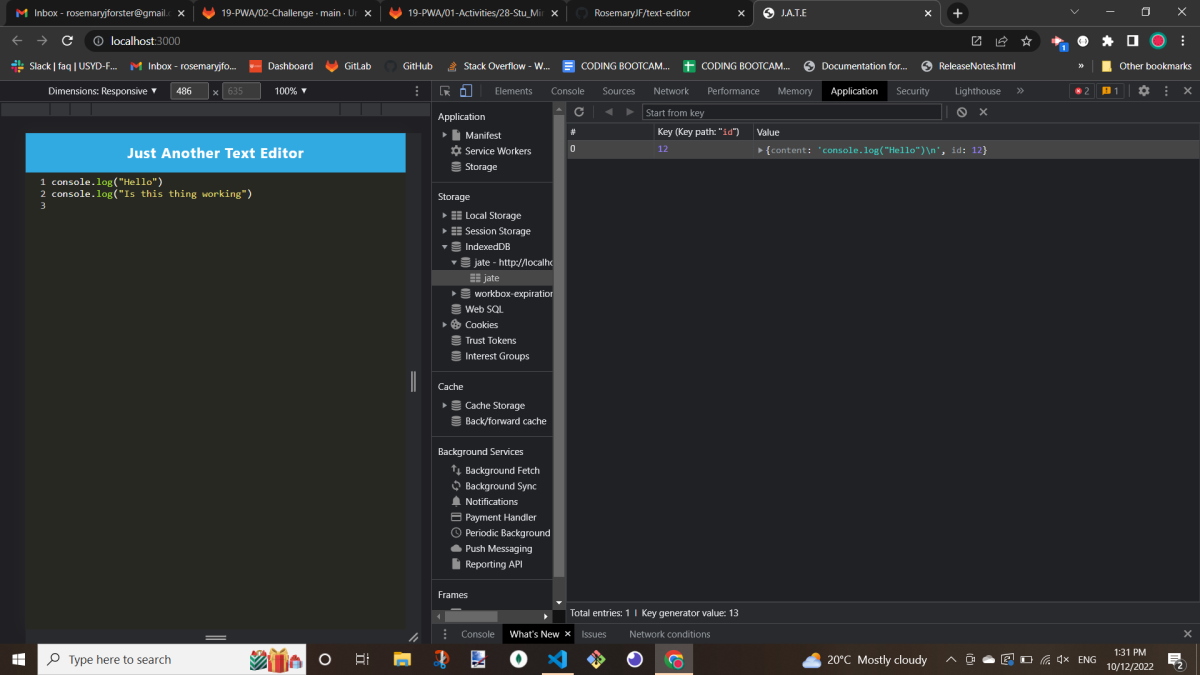 Inbox - rosemaryjforster@gmail.
19-PWA/02-Challenge · main · Ur
19-PWA/01-Activities/28-Stu_Mir
RosemaryJF/text-editor
J.A.T.E
localhost:3000
Slack | faq | USYD-F...
Inbox - rosemaryjfo...
Dashboard
GitLab
GitHub
Stack Overflow - W...
CODING BOOTCAM...
CODING BOOTCAM...
Documentation for...
ReleaseNotes.html
»
Other bookmarks
Dimensions: Responsive ▼ 486 × 635 100% ▼
Elements Console Sources Network Performance Memory Application Security Lighthouse » 2 1
Just Another Text Editor
1 console.log("Hello")
2 console.log("Is this thing working")
3
Application
Manifest
Service Workers
Storage
Storage
Local Storage
Session Storage
IndexedDB
jate - http://localho
jate
workbox-expiration
Web SQL
Cookies
Trust Tokens
Interest Groups
Cache
Cache Storage
Back/forward cache
Background Services
Background Fetch
Background Sync
Notifications
Payment Handler
Periodic Background
Push Messaging
Reporting API
Frames
Start from key
# Key (Key path: "id") Value
0 12 {content: 'console.log("Hello")\n', id: 12}
Total entries: 1 | Key generator value: 13
Console What's New × Issues Network conditions
Type here to search
20°C Mostly cloudy
ENG
1:31 PM
10/12/2022
2